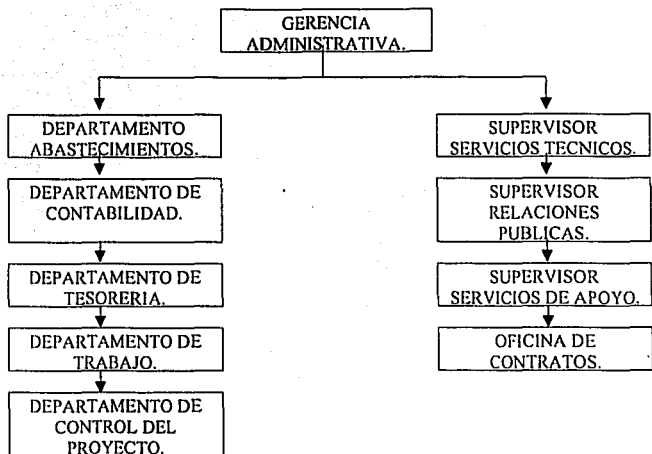 GERENCIA
ADMINISTRATIVA.
DEPARTAMENTO
ABASTECIMIENTOS.
DEPARTAMENTO DE
CONTABILIDAD.
DEPARTAMENTO DE
TESORERIA.
DEPARTAMENTO DE
TRABAJO.
DEPARTAMENTO DE
CONTROL DEL
PROYECTO.
SUPERVISOR
SERVICIOS TECNICOS.
SUPERVISOR
RELACIONES
PUBLICAS.
SUPERVISOR
SERVICIOS DE APOYO.
OFICINA DE
CONTRATOS.